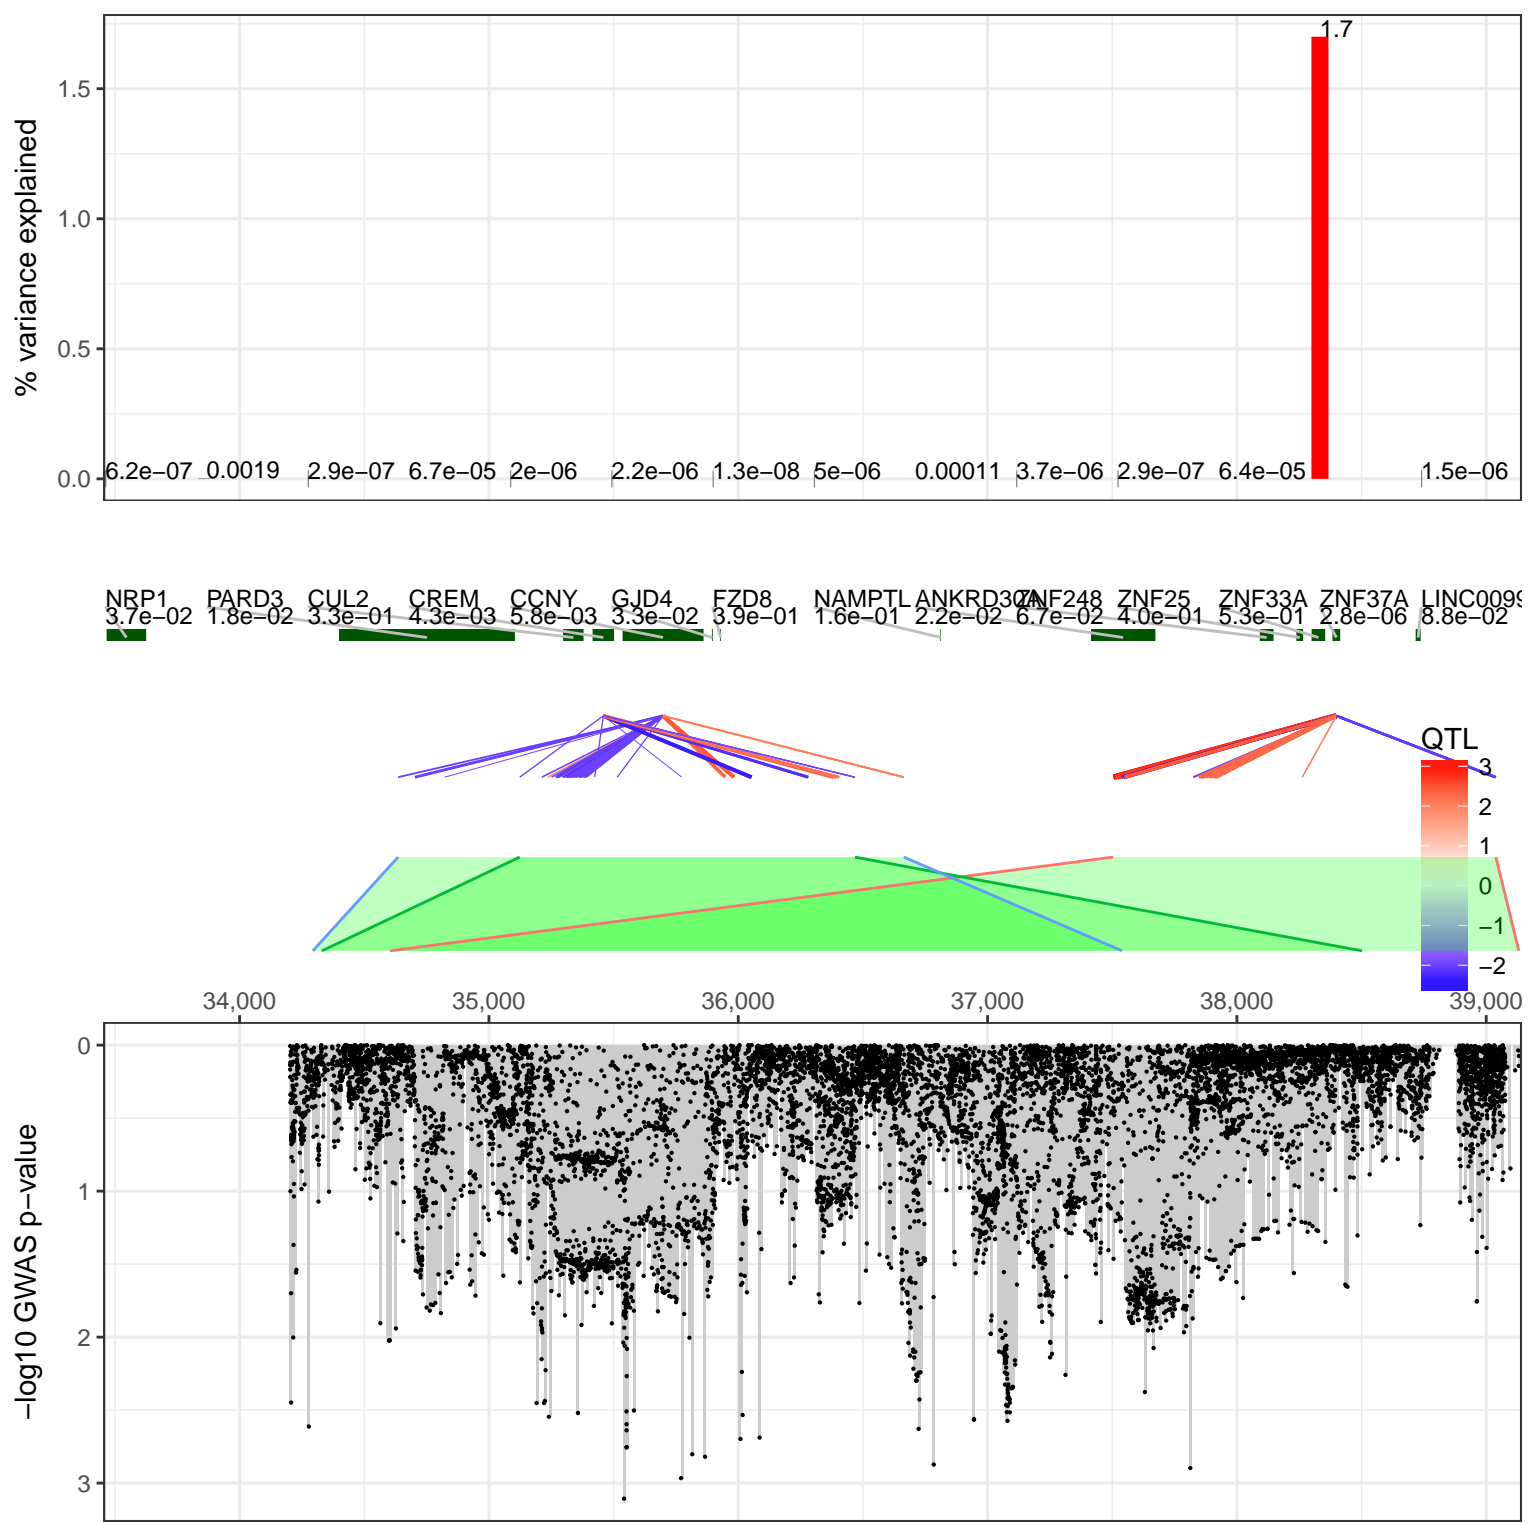 1.7
% variance explained
1.5
1.0
0.5
0.0
6.2e−07 0.0019 2.9e−07 6.7e−05 2e−06 2.2e−06 1.3e−08 5e−06 0.00011 3.7e−06 2.9e−07 6.4e−05 1.5e−06
NRP1 PARD3 CUL2 CREM CCNY GJD4 FZD8 NAMPTL ANKRD30A ZNF248 ZNF25 ZNF33A ZNF37A LINC0099
3.7e−02 1.8e−02 3.3e−01 4.3e−03 5.8e−03 3.3e−02 3.9e−01 1.6e−01 2.2e−02 6.7e−02 4.0e−01 5.3e−01 2.8e−06 8.8e−02
QTL
3
2
1
0
−1
−2
34,000 35,000 36,000 37,000 38,000 39,000
−log10 GWAS p−value
0
1
2
3